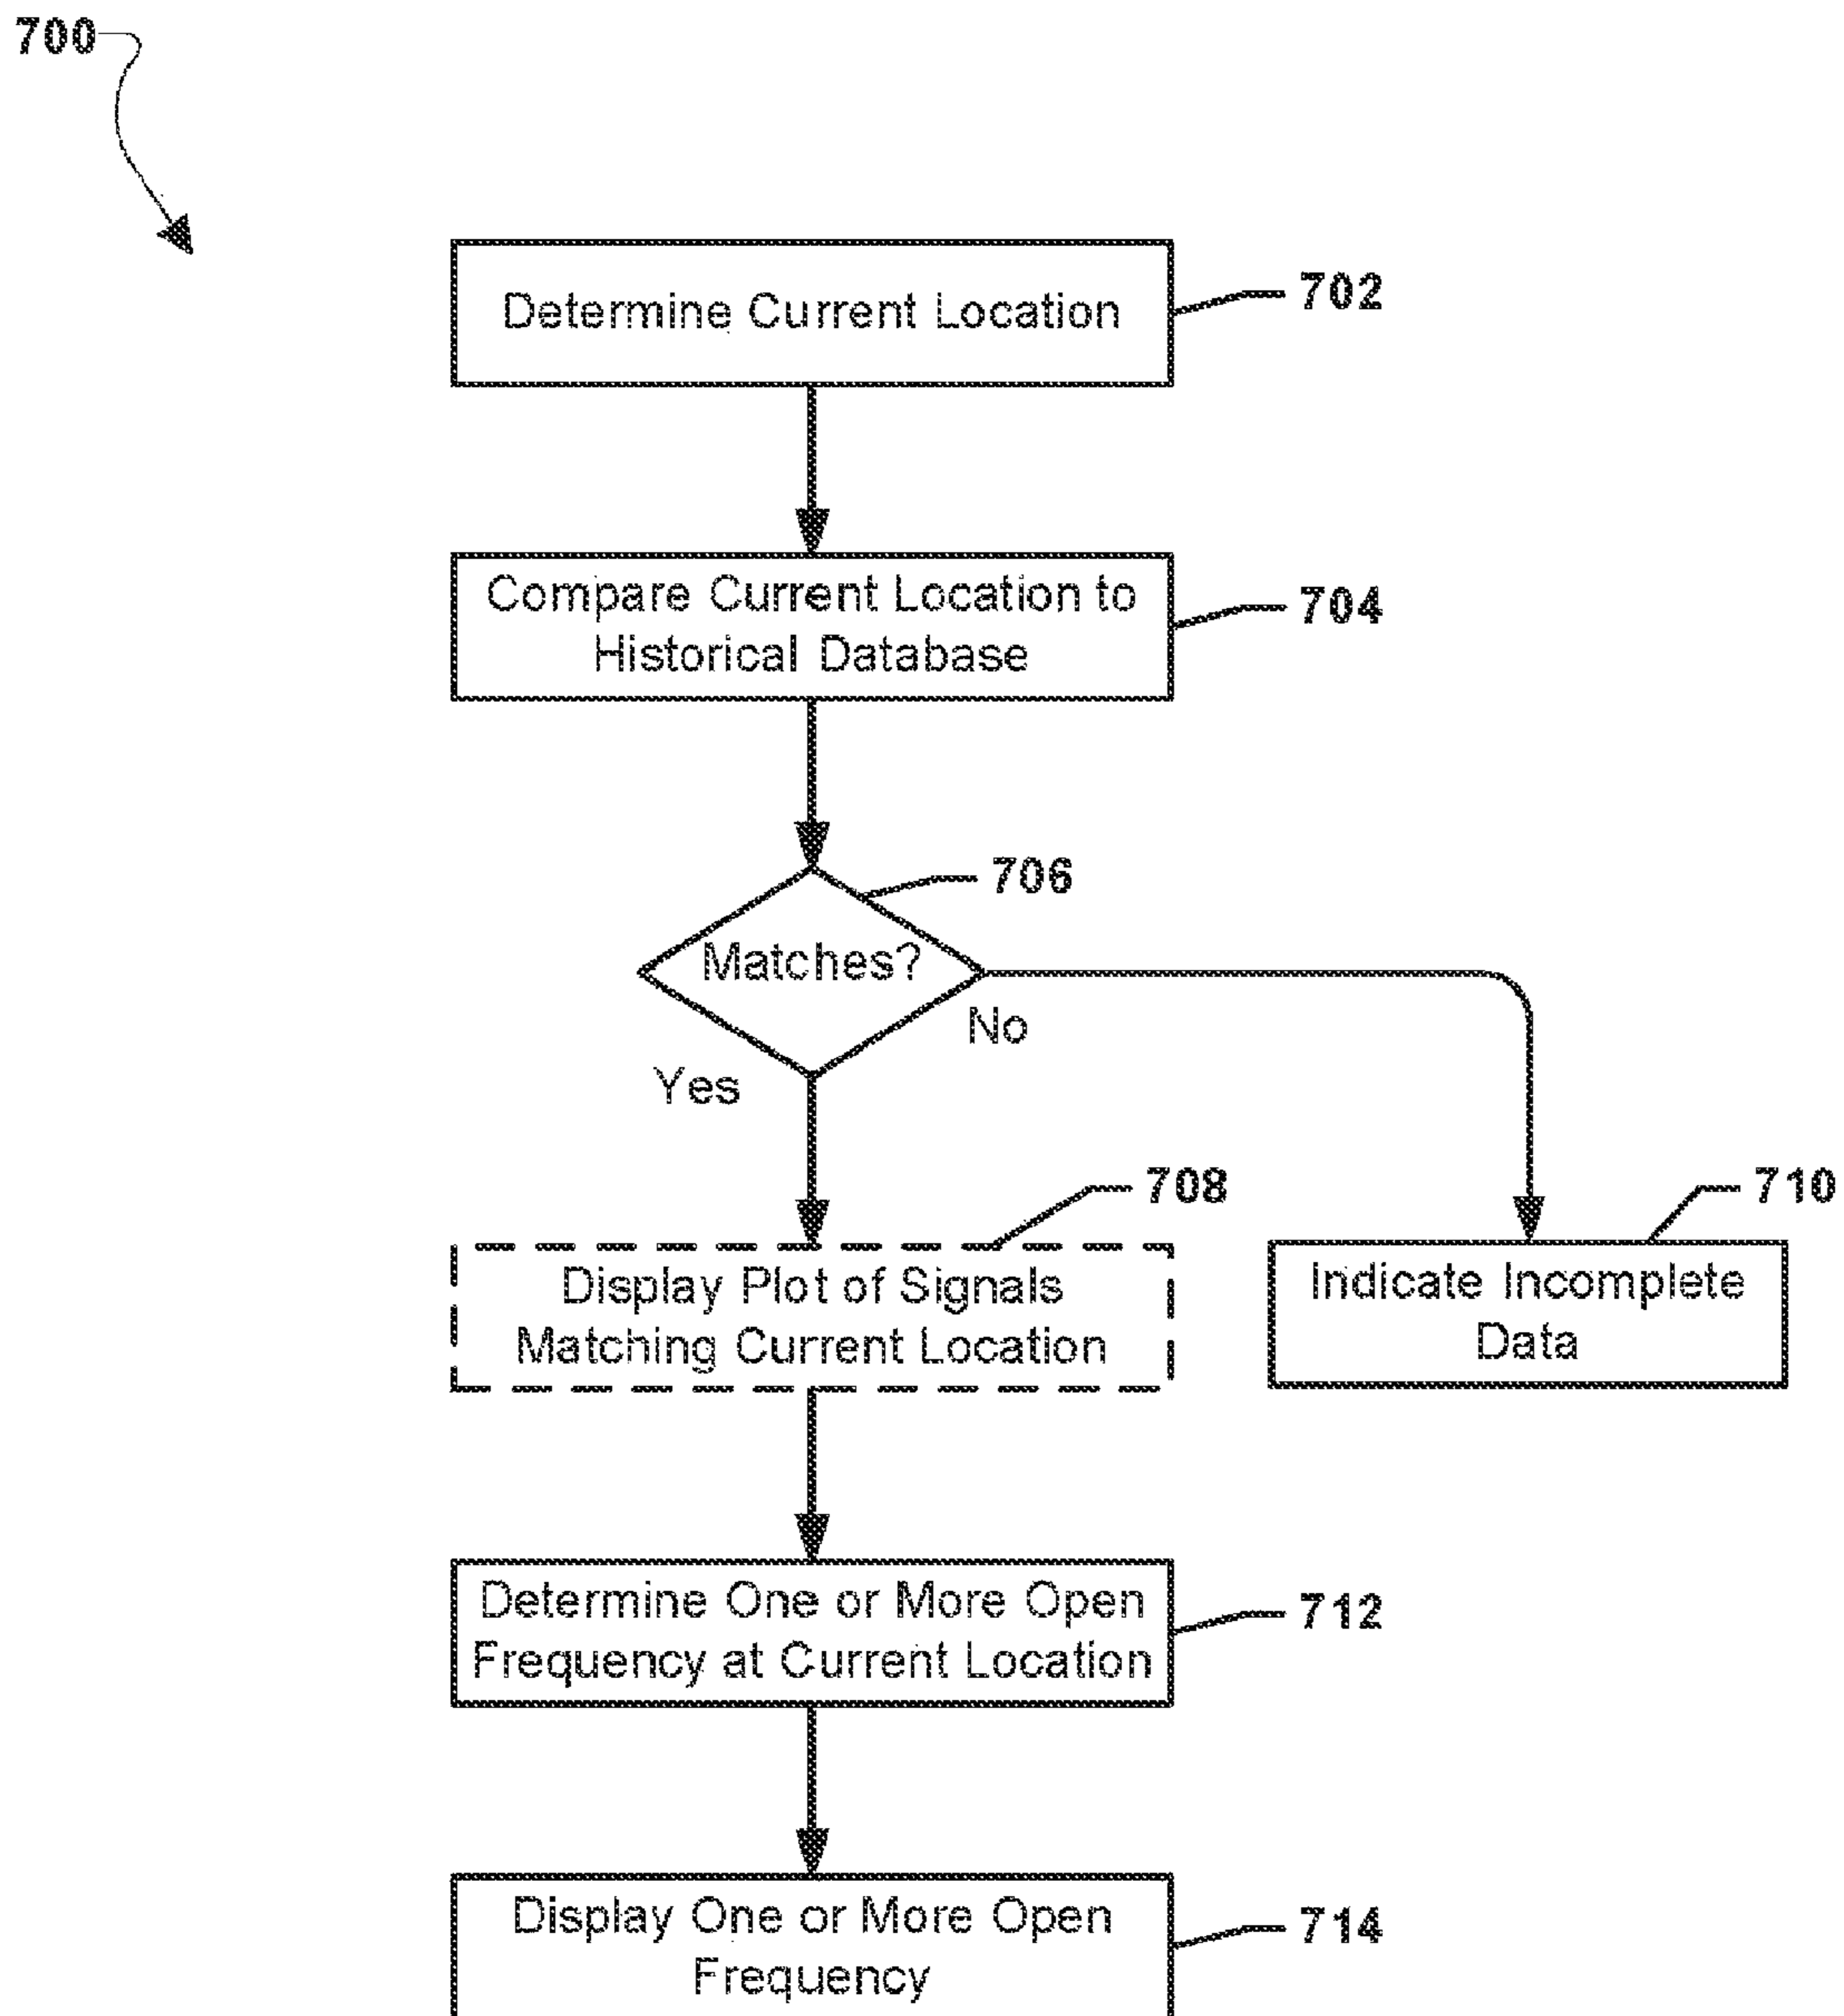 700
Determine Current Location
702
Compare Current Location to
Historical Database
704
706
Matches?
No
Yes
708
710
Display Plot of Signals
Matching Current Location
Indicate Incomplete
Data
Determine One or More Open
Frequency at Current Location
712
Display One or More Open
Frequency
714